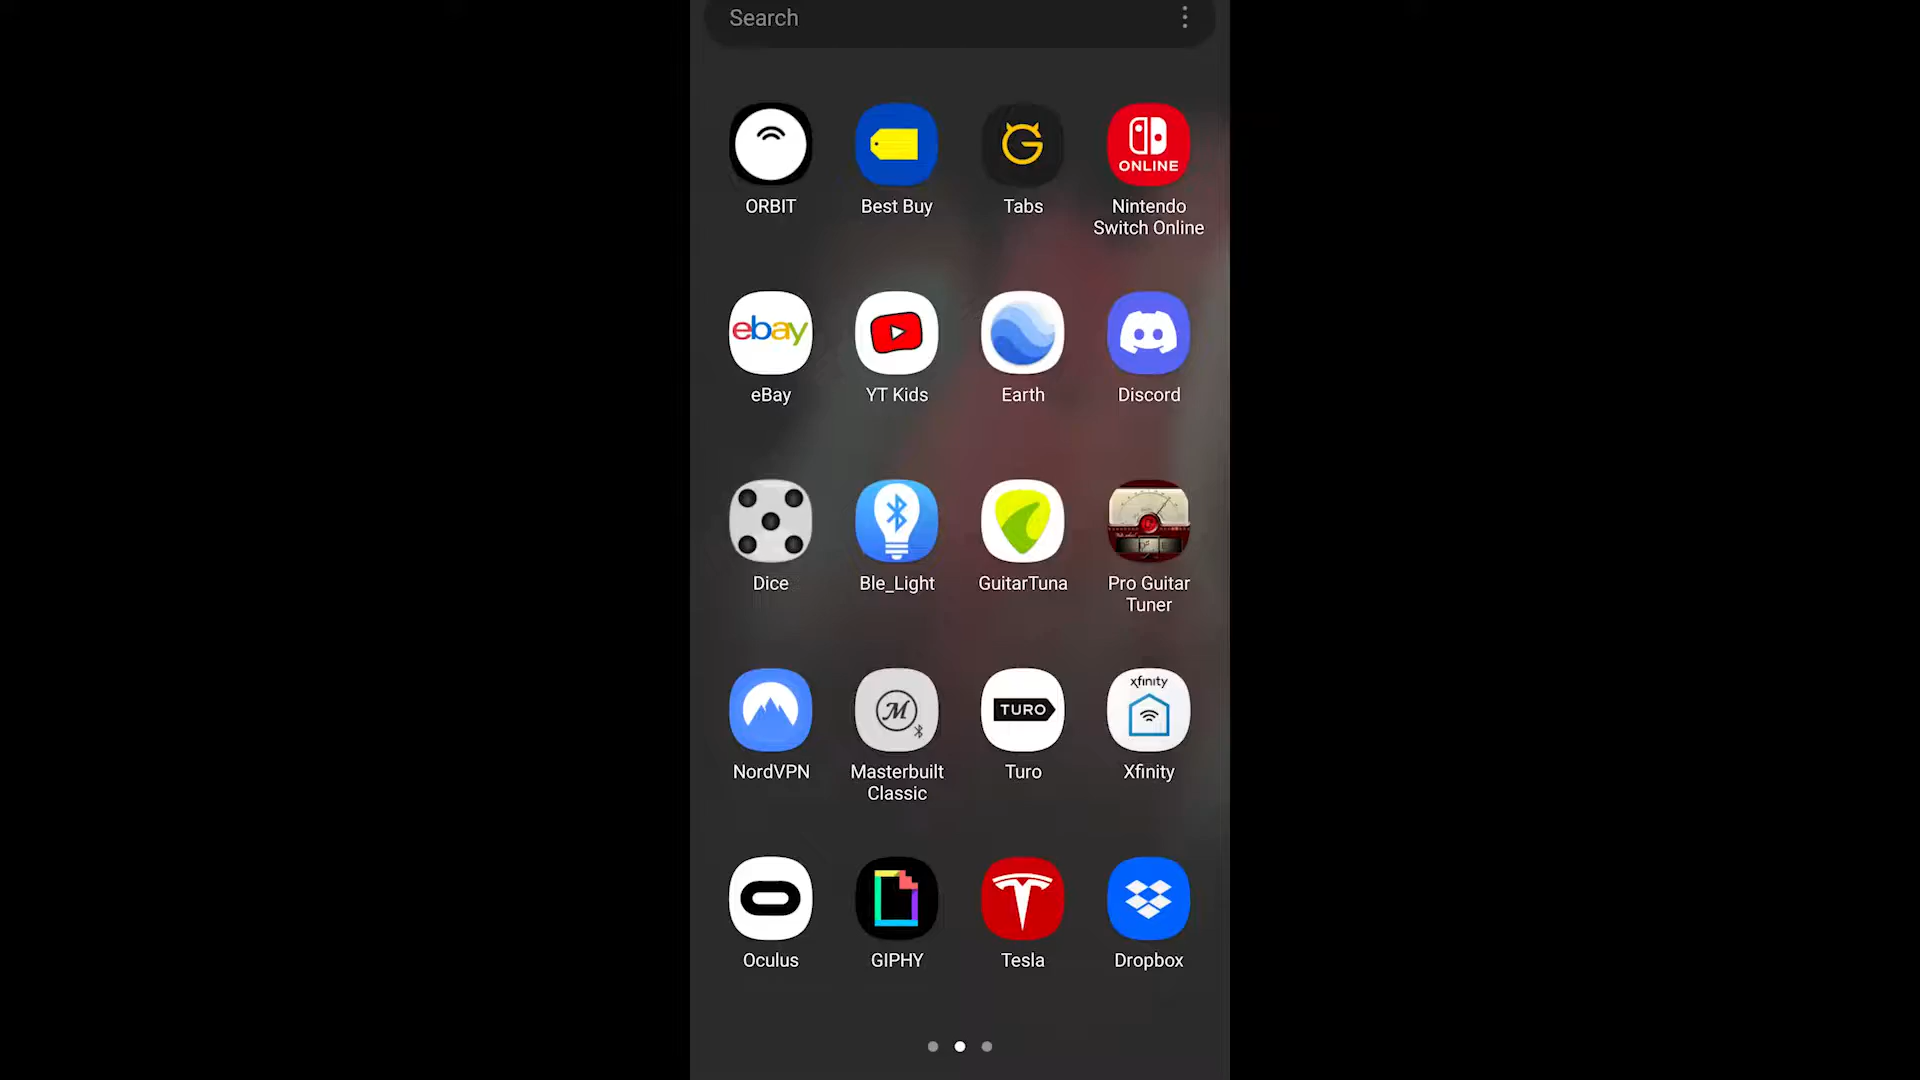 Search
ONLINE
ORBIT
Best Buy
Tabs
Nintendo
Switch Online
ebay
eBay
YT Kids
Earth
Discord
Dice
Ble_Light
GuitarTuna
Pro Guitar
Tuner
M
TURO
xfinity
NordVPN
Masterbuilt
Classic
Turo
Xfinity
Oculus
GIPHY
Tesla
Dropbox